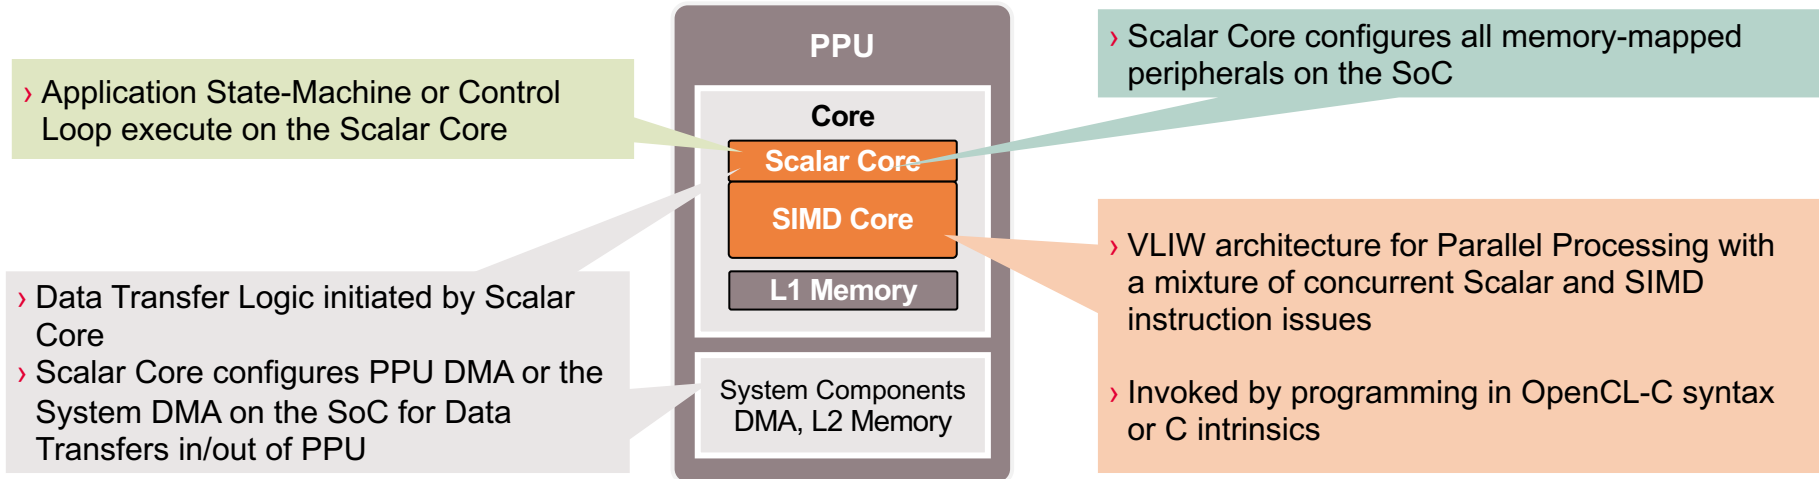 › Application State-Machine or Control
Loop execute on the Scalar Core
› Data Transfer Logic initiated by Scalar
Core
› Scalar Core configures PPU DMA or the
System DMA on the SoC for Data
Transfers in/out of PPU
PPU
Core
Scalar Core
SIMD Core
L1 Memory
System Components
DMA, L2 Memory
› Scalar Core configures all memory-mapped
peripherals on the SoC
› VLIW architecture for Parallel Processing with
a mixture of concurrent Scalar and SIMD
instruction issues
› Invoked by programming in OpenCL-C syntax
or C intrinsics